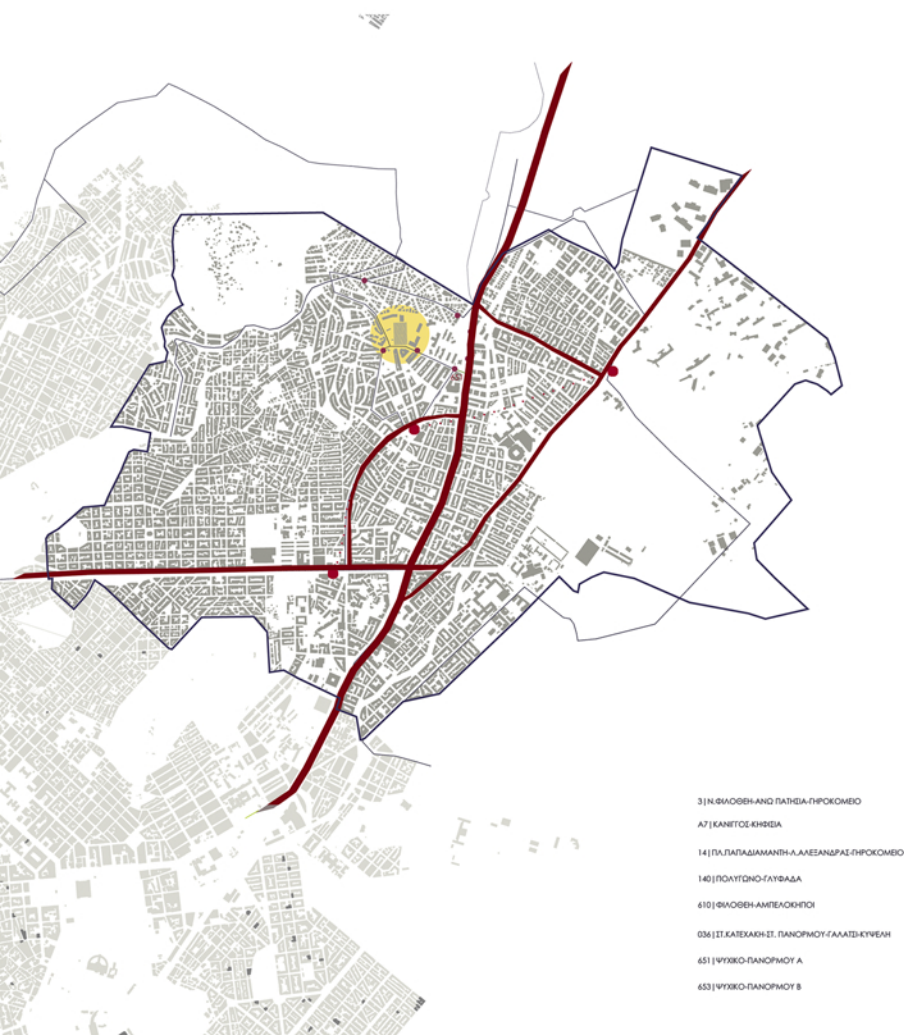 3 | Ν.ΦΙΛΟΘΕΗ-ΑΝΩ ΠΑΤΗΣΙΑ-ΓΗΡΟΚΟΜΕΙΟ
Α7 | ΚΑΝΙΓΓΟΣ-ΚΗΦΙΣΙΑ
14 | ΠΛ.ΠΑΠΑΔΙΑΜΑΝΤΗ-Λ.ΑΛΕΞΑΝΔΡΑΣ-ΓΗΡΟΚΟΜΕΙΟ
140 | ΠΟΛΥΓΩΝΟ-ΓΛΥΦΑΔΑ
610 | ΦΙΛΟΘΕΗ-ΑΜΠΕΛΟΚΗΠΟΙ
036 | ΣΤ.ΚΑΤΕΧΑΚΗ-ΣΤ. ΠΑΝΟΡΜΟΥ-ΓΑΛΑΤΣΙ-ΚΥΨΕΛΗ
651 | ΨΥΧΙΚΟ-ΠΑΝΟΡΜΟΥ Α
653 | ΨΥΧΙΚΟ-ΠΑΝΟΡΜΟΥ Β